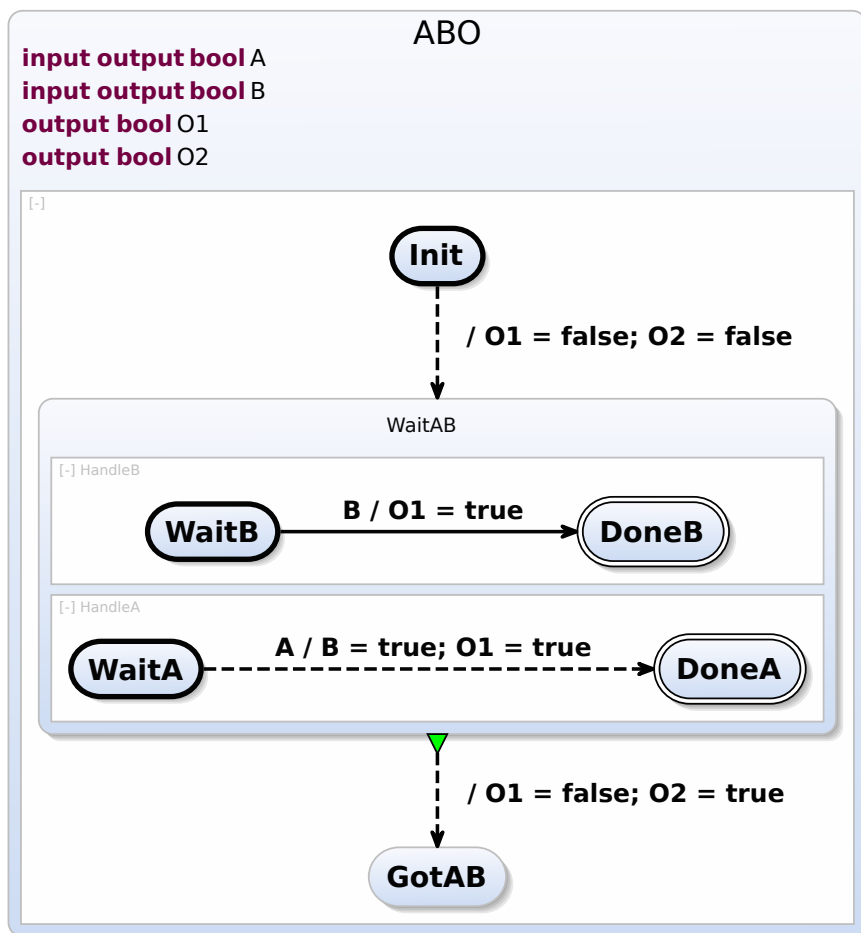 ABO
input output bool A
input output bool B
output bool O1
output bool O2
[-]
Init
/ O1 = false; O2 = false
WaitAB
[-] HandleB
WaitB
B / O1 = true
DoneB
[-] HandleA
WaitA
A / B = true; O1 = true
DoneA
/ O1 = false; O2 = true
GotAB